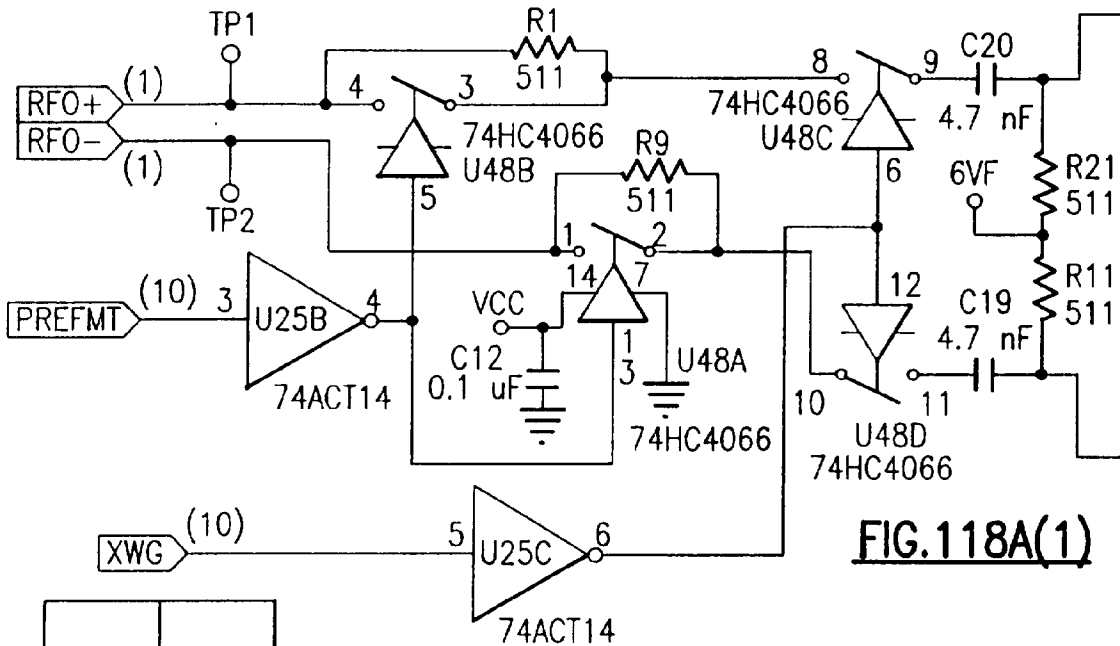 TP1
R1
511
RFO+
(1)
4
3
8
9
C20
4.7 nF
74HC4066
U48C
RFO-
(1)
TP2
74HC4066
U48B
5
R9
511
6
6VF
R21
511
1
2
PREFMT
(10)
3
U25B
4
74ACT14
VCC
14
7
C12
0.1 uF
1
3
U48A
74HC4066
12
C19
4.7 nF
R11
511
10
11
U48D
74HC4066
XWG
(10)
5
U25C
6
74ACT14
FIG.118A(1)